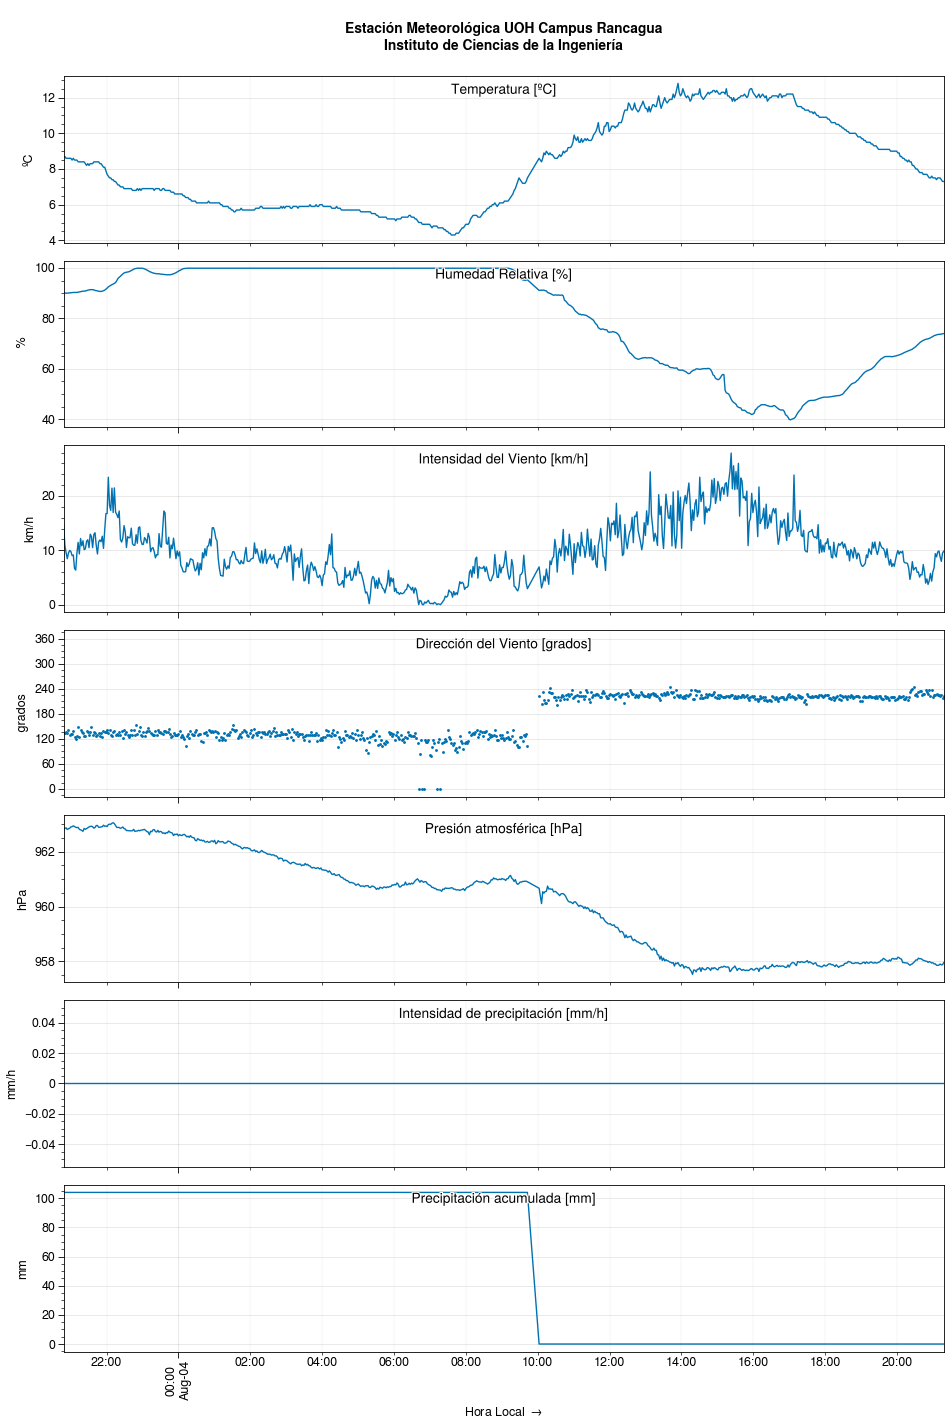 Estación Meteorológica UOH Campus Rancagua
Instituto de Ciencias de la Ingeniería
Temperatura [ºC]
ºC
12
10
8
6
4
Humedad Relativa [%]
%
100
80
60
40
Intensidad del Viento [km/h]
km/h
20
10
0
Dirección del Viento [grados]
grados
360
300
240
180
120
60
0
Presión atmosférica [hPa]
hPa
962
960
958
Intensidad de precipitación [mm/h]
mm/h
0.04
0.02
0
−0.02
−0.04
Precipitación acumulada [mm]
mm
100
80
60
40
20
0
22:00
00:00
Aug-04
02:00
04:00
06:00
08:00
10:00
12:00
14:00
16:00
18:00
20:00
Hora Local →